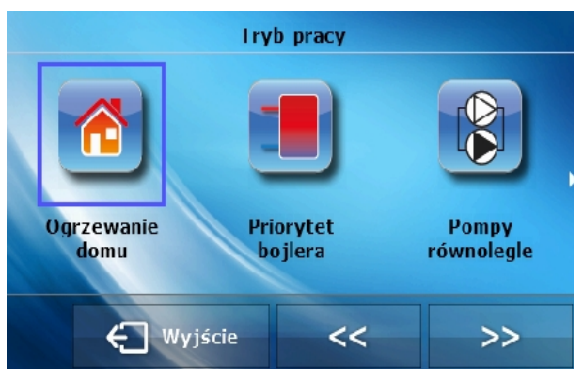 Tryb pracy
Ogrzewanie
domu
Priorytet
bojlera
Pompy
równolegle
Wyjście
<<
>>